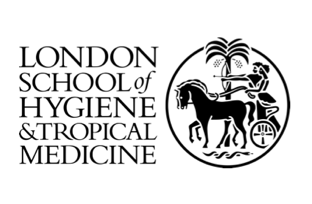 LONDON
SCHOOL of
HYGIENE
& TROPICAL
MEDICINE